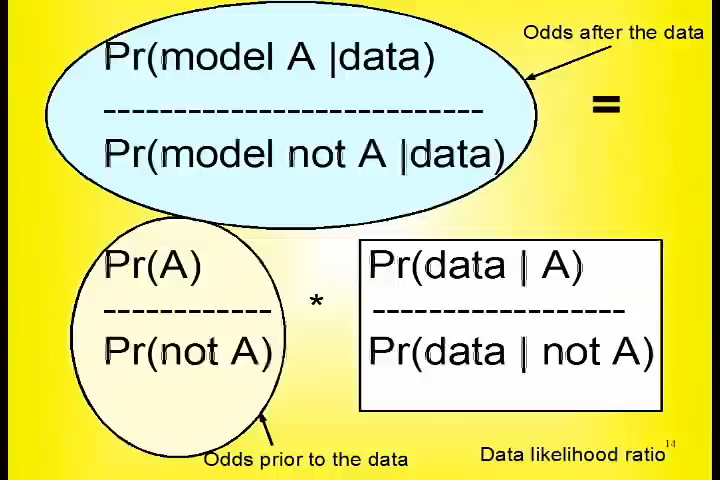 Odds after the data
Pr(model A |data)
---------------------------
=
Pr(model not A |data)
Pr(A)
------------
Pr(not A)
*
Pr(data | A)
-------------------
Pr(data | not A)
Odds prior to the data
Data likelihood ratio
14